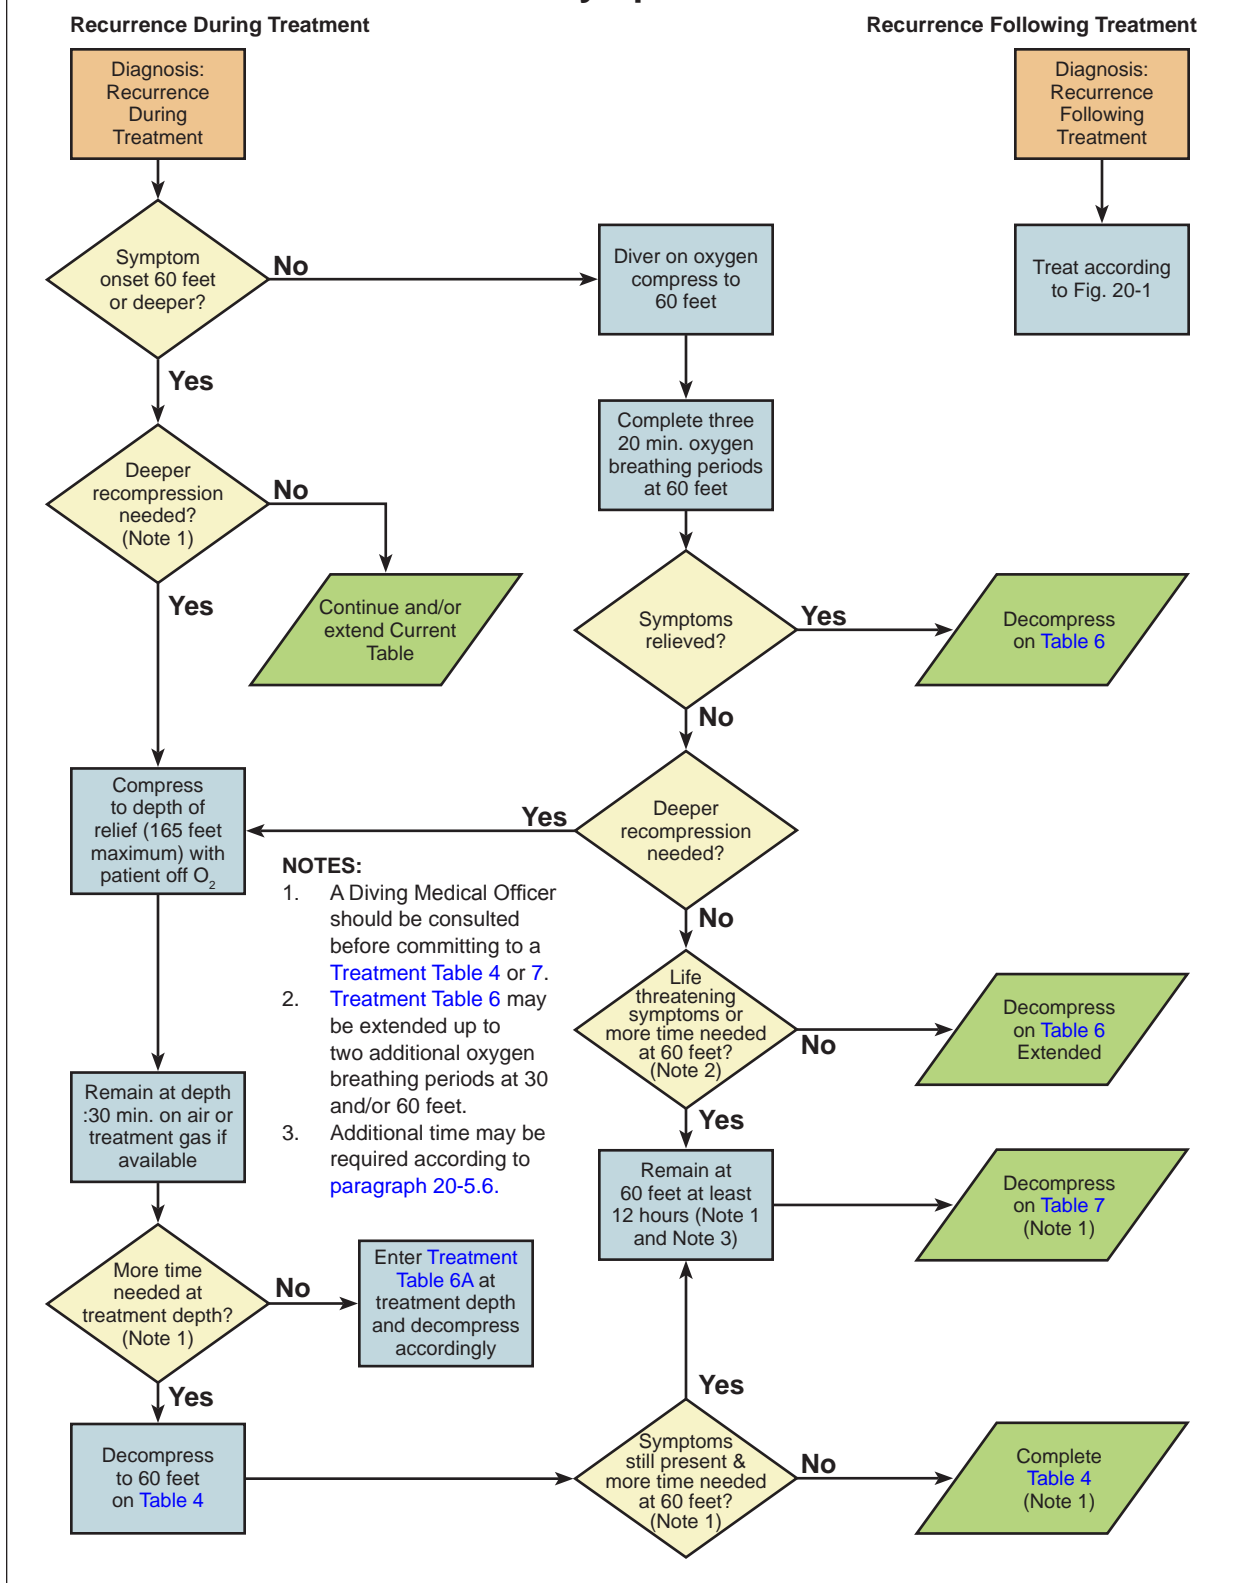 Recurrence During Treatment
Recurrence Following Treatment
Diagnosis:
Recurrence
During
Treatment
Diagnosis:
Recurrence
Following
Treatment
Symptom
onset 60 feet
or deeper?
No
Diver on oxygen
compress to
60 feet
Treat according
to Fig. 20-1
Yes
Complete three
20 min. oxygen
breathing periods
at 60 feet
Deeper
recompression
needed?
(Note 1)
No
Continue and/or
extend Current
Table
Yes
Symptoms
relieved?
Yes
Decompress
on Table 6
No
Compress
to depth of
relief (165 feet
maximum) with
patient off O2
Yes
Deeper
recompression
needed?
No
NOTES:
1. A Diving Medical Officer
should be consulted
before committing to a
Treatment Table 4 or 7.
2. Treatment Table 6 may
be extended up to
two additional oxygen
breathing periods at 30
and/or 60 feet.
3. Additional time may be
required according to
paragraph 20-5.6.
Life
threatening
symptoms or
more time needed
at 60 feet?
(Note 2)
No
Decompress
on Table 6
Extended
Yes
Remain at depth
:30 min. on air or
treatment gas if
available
Remain at
60 feet at least
12 hours (Note 1
and Note 3)
Decompress
on Table 7
(Note 1)
More time
needed at
treatment depth?
(Note 1)
No
Enter Treatment
Table 6A at
treatment depth
and decompress
accordingly
Yes
Yes
Decompress
to 60 feet
on Table 4
Symptoms
still present &
more time needed
at 60 feet?
(Note 1)
No
Complete
Table 4
(Note 1)